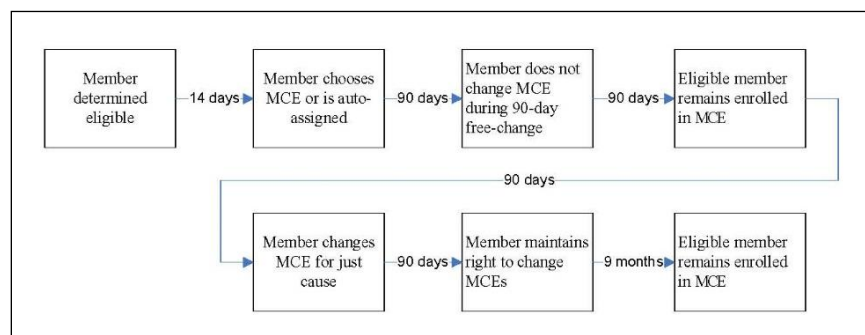 Member
determined
eligible
14 days
Member chooses
MCE or is auto-
assigned
90 days
Member does not
change MCE
during 90-day
free-change
90 days
Eligible member
remains enrolled
in MCE
90 days
Member changes
MCE for just
cause
90 days
Member maintains
right to change
MCEs
9 months
Eligible member
remains enrolled
in MCE